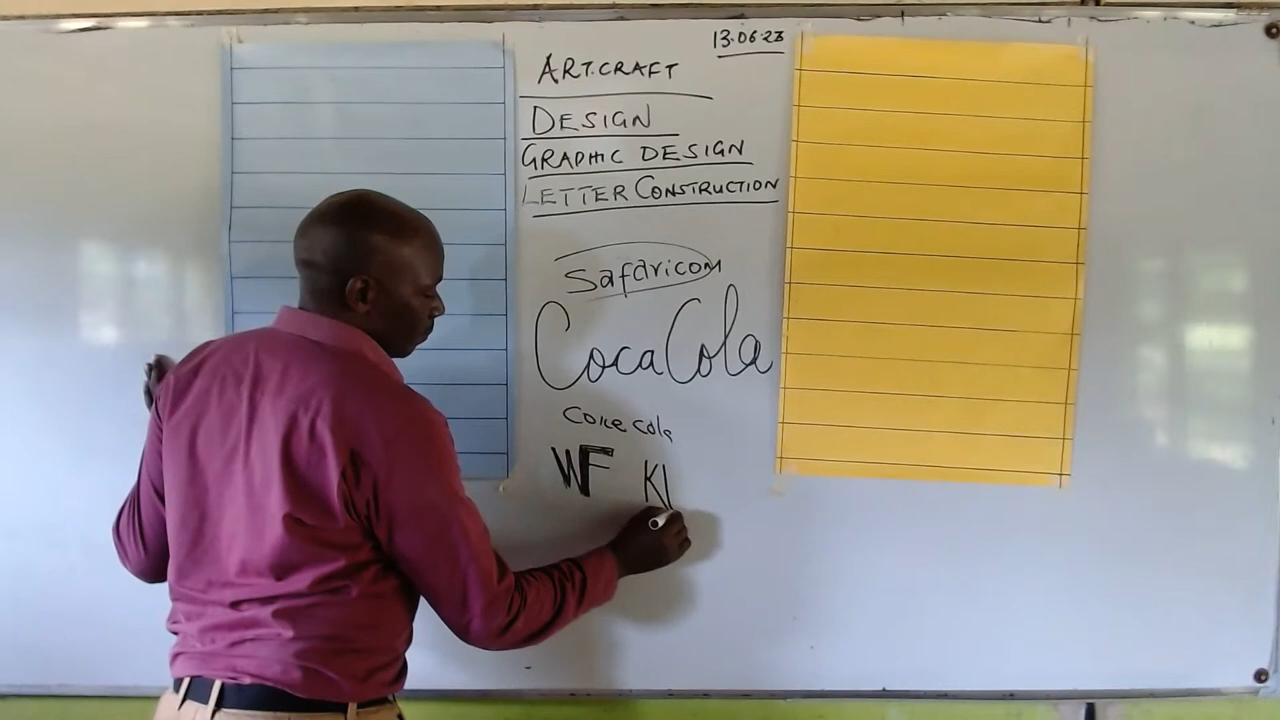 13.06.23
ART.CRAFT
DESIGN
GRAPHIC DESIGN
LETTER CONSTRUCTION
Safaricom
CocaCola
Coke cola
WF K